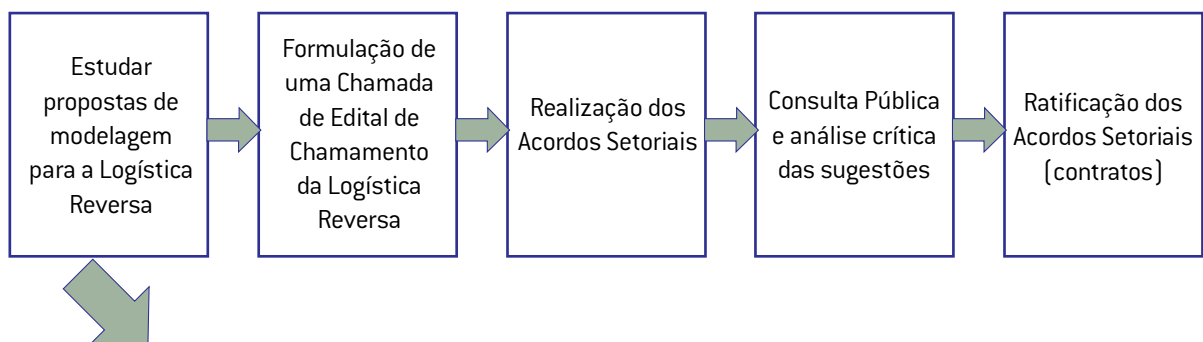 Estudar
propostas de
modelagem
para a Logística
Reversa
Formulação de
uma Chamada
de Edital de
Chamamento
da Logística
Reversa
Realização dos
Acordos Setoriais
Consulta Pública
e análise crítica
das sugestões
Ratificação dos
Acordos Setoriais
(contratos)